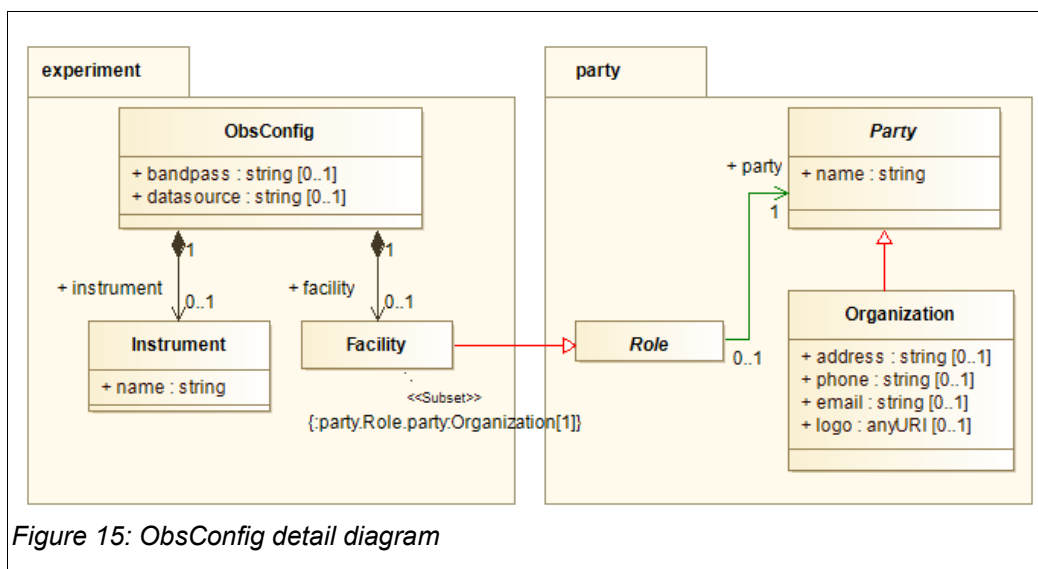 experiment
ObsConfig
+ bandpass : string [0..1]
+ datasource : string [0..1]
1
1
+ instrument
0..1
+ facility
0..1
Instrument
+ name : string
Facility
<<Subset>>
{:party.Role.party:Organization[1]}
party
Party
+ name : string
+ party
1
Role
0..1
Organization
+ address : string [0..1]
+ phone : string [0..1]
+ email : string [0..1]
+ logo : anyURI [0..1]
Figure 15: ObsConfig detail diagram